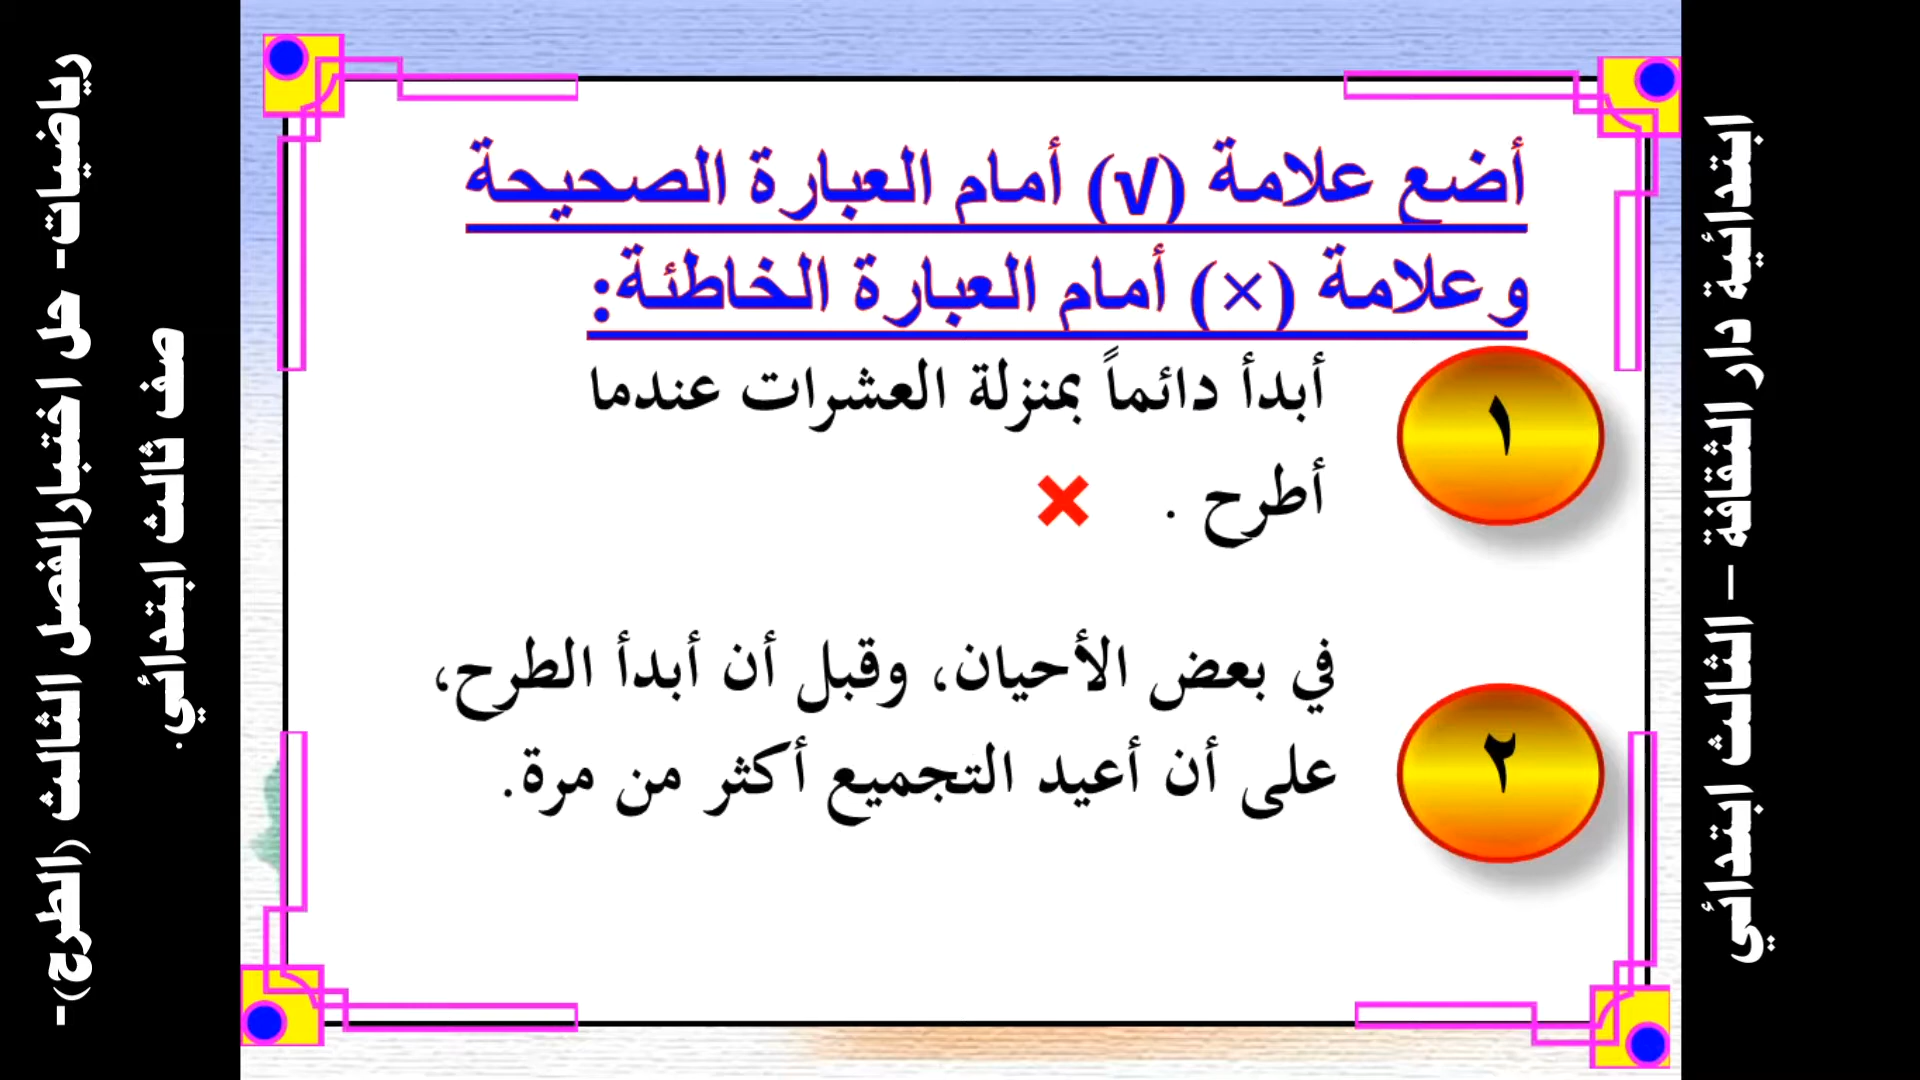 أضع علامة (√) أمام العبارة الصحيحة
وعلامة (×) أمام العبارة الخاطئة:
١
أبدأ دائماً بمنزلة العشرات عندما
أطرح .
٢
في بعض الأحيان، وقبل أن أبدأ الطرح،
على أن أعيد التجميع أكثر من مرة.
ابتدائية دار الثقافة – الثالث ابتدائي
رياضيات- حل اختبارالفصل الثالث (الطرح)-
صف ثالث ابتدائي.